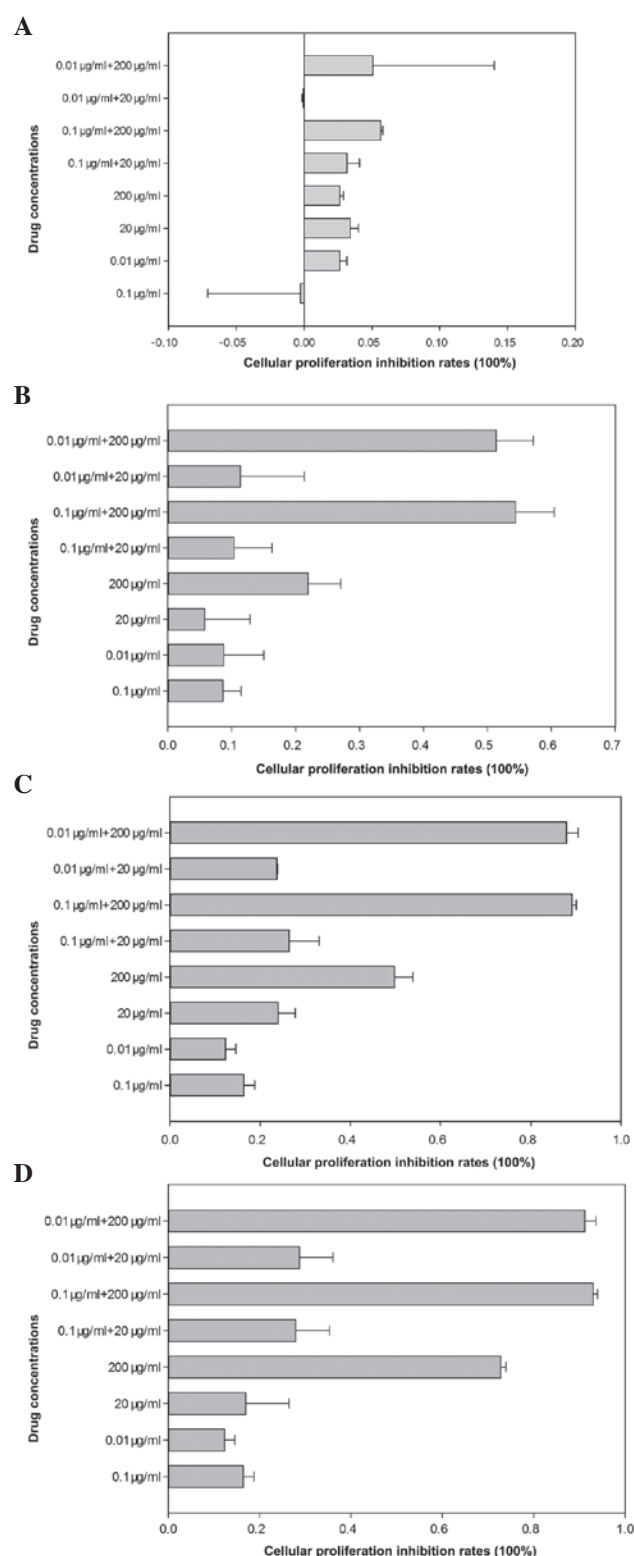 A
Drug concentrations
0.01 µg/ml+200 µg/ml
0.01 µg/ml+20 µg/ml
0.1 µg/ml+200 µg/ml
0.1 µg/ml+20 µg/ml
200 µg/ml
20 µg/ml
0.01 µg/ml
0.1 µg/ml
-0.10 -0.05 0.00 0.05 0.10 0.15 0.20
Cellular proliferation inhibition rates (100%)
B
Drug concentrations
0.01 µg/ml+200 µg/ml
0.01 µg/ml+20 µg/ml
0.1 µg/ml+200 µg/ml
0.1 µg/ml+20 µg/ml
200 µg/ml
20 µg/ml
0.01 µg/ml
0.1 µg/ml
0.0 0.1 0.2 0.3 0.4 0.5 0.6 0.7
Cellular proliferation inhibition rates (100%)
C
Drug concentrations
0.01 µg/ml+200 µg/ml
0.01 µg/ml+20 µg/ml
0.1 µg/ml+200 µg/ml
0.1 µg/ml+20 µg/ml
200 µg/ml
20 µg/ml
0.01 µg/ml
0.1 µg/ml
0.0 0.2 0.4 0.6 0.8 1.0
Cellular proliferation inhibition rates (100%)
D
Drug concentrations
0.01 µg/ml+200 µg/ml
0.01 µg/ml+20 µg/ml
0.1 µg/ml+200 µg/ml
0.1 µg/ml+20 µg/ml
200 µg/ml
20 µg/ml
0.01 µg/ml
0.1 µg/ml
0.0 0.2 0.4 0.6 0.8 1.0
Cellular proliferation inhibition rates (100%)